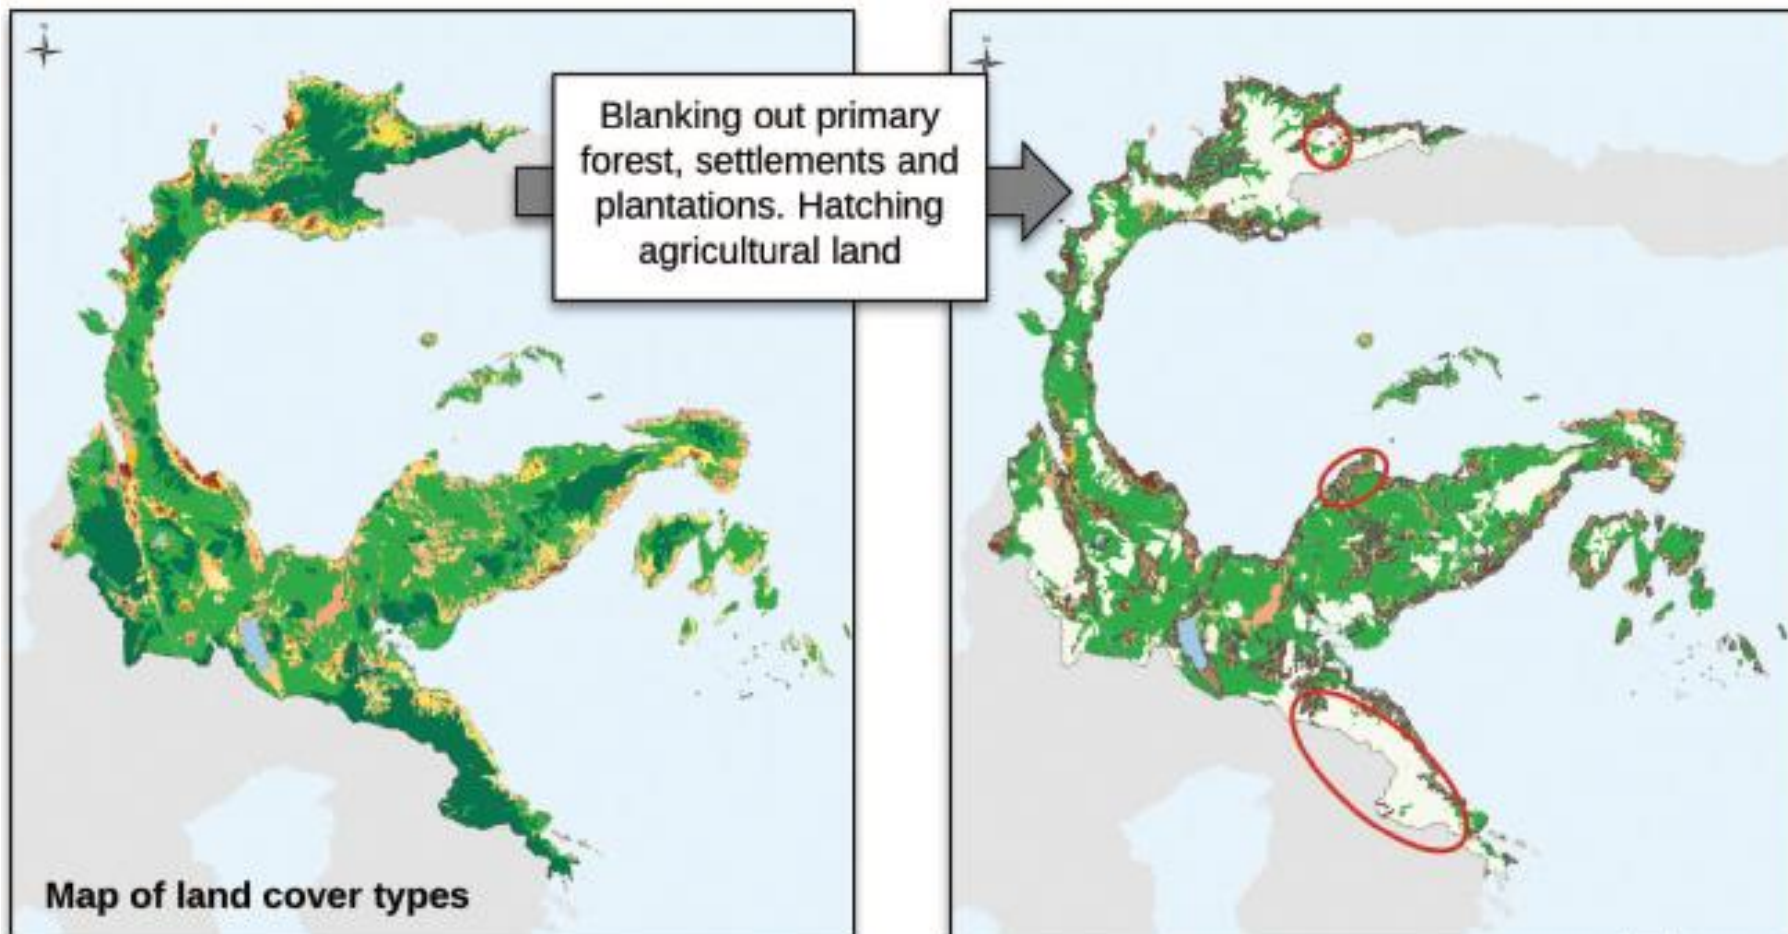 Blanking out primary
forest, settlements and
plantations. Hatching
agricultural land
Map of land cover types